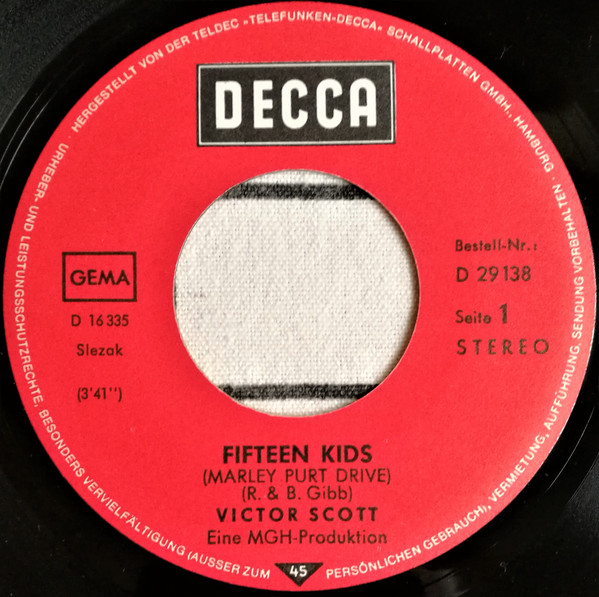 · HERGESTELLT VON DER TELDEC »TELEFUNKEN-DECCA« SCHALLPLATTEN GMBH., HAMBURG · URHEBER- UND LEISTUNGSSCHUTZRECHTE, BESONDERS VERVIELFÄLTIGUNG (AUSSER ZUM PERSÖNLICHEN GEBRAUCH), VERMIETUNG, AUFFÜHRUNG, SENDUNG VORBEHALTEN ·
DECCA
GEMA
D 16 335
Slezak
(3'41'')
Bestell-Nr.:
D 29 138
Seite 1
STEREO
FIFTEEN KIDS
(MARLEY PURT DRIVE)
(R. & B. Gibb)
VICTOR SCOTT
Eine MGH-Produktion
45